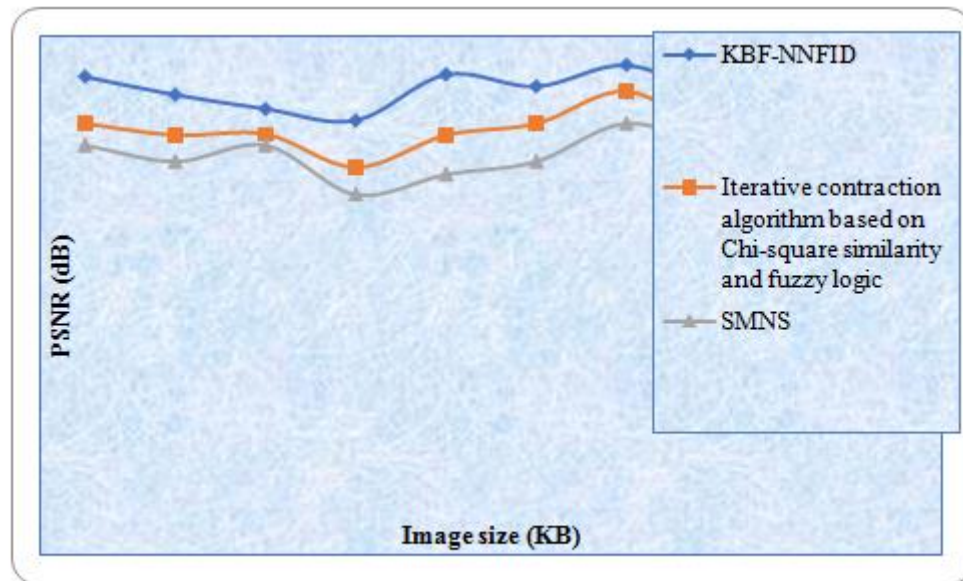 KBF-NNFID
Iterative contraction
algorithm based on
Chi-square similarity
and fuzzy logic
SMNS
PSNR (dB)
Image size (KB)